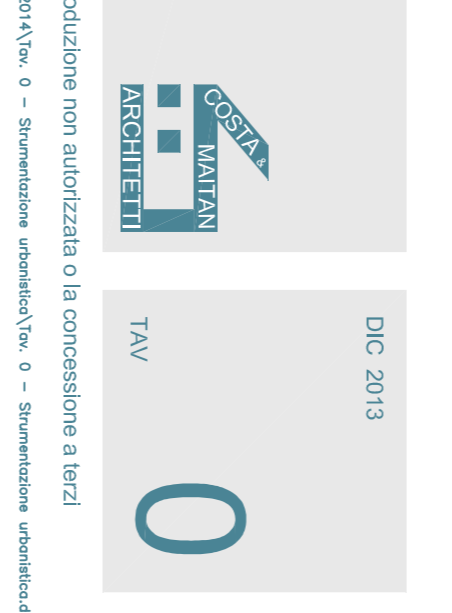 COSTA &
MAITAN
ARCHITETTI
DIC 2013
TAV
0
oduzione non autorizzata o la concessione a terzi
2014\Tav. 0 - Strumentazione urbanistica\Tav. 0 - Strumentazione urbanistica.d